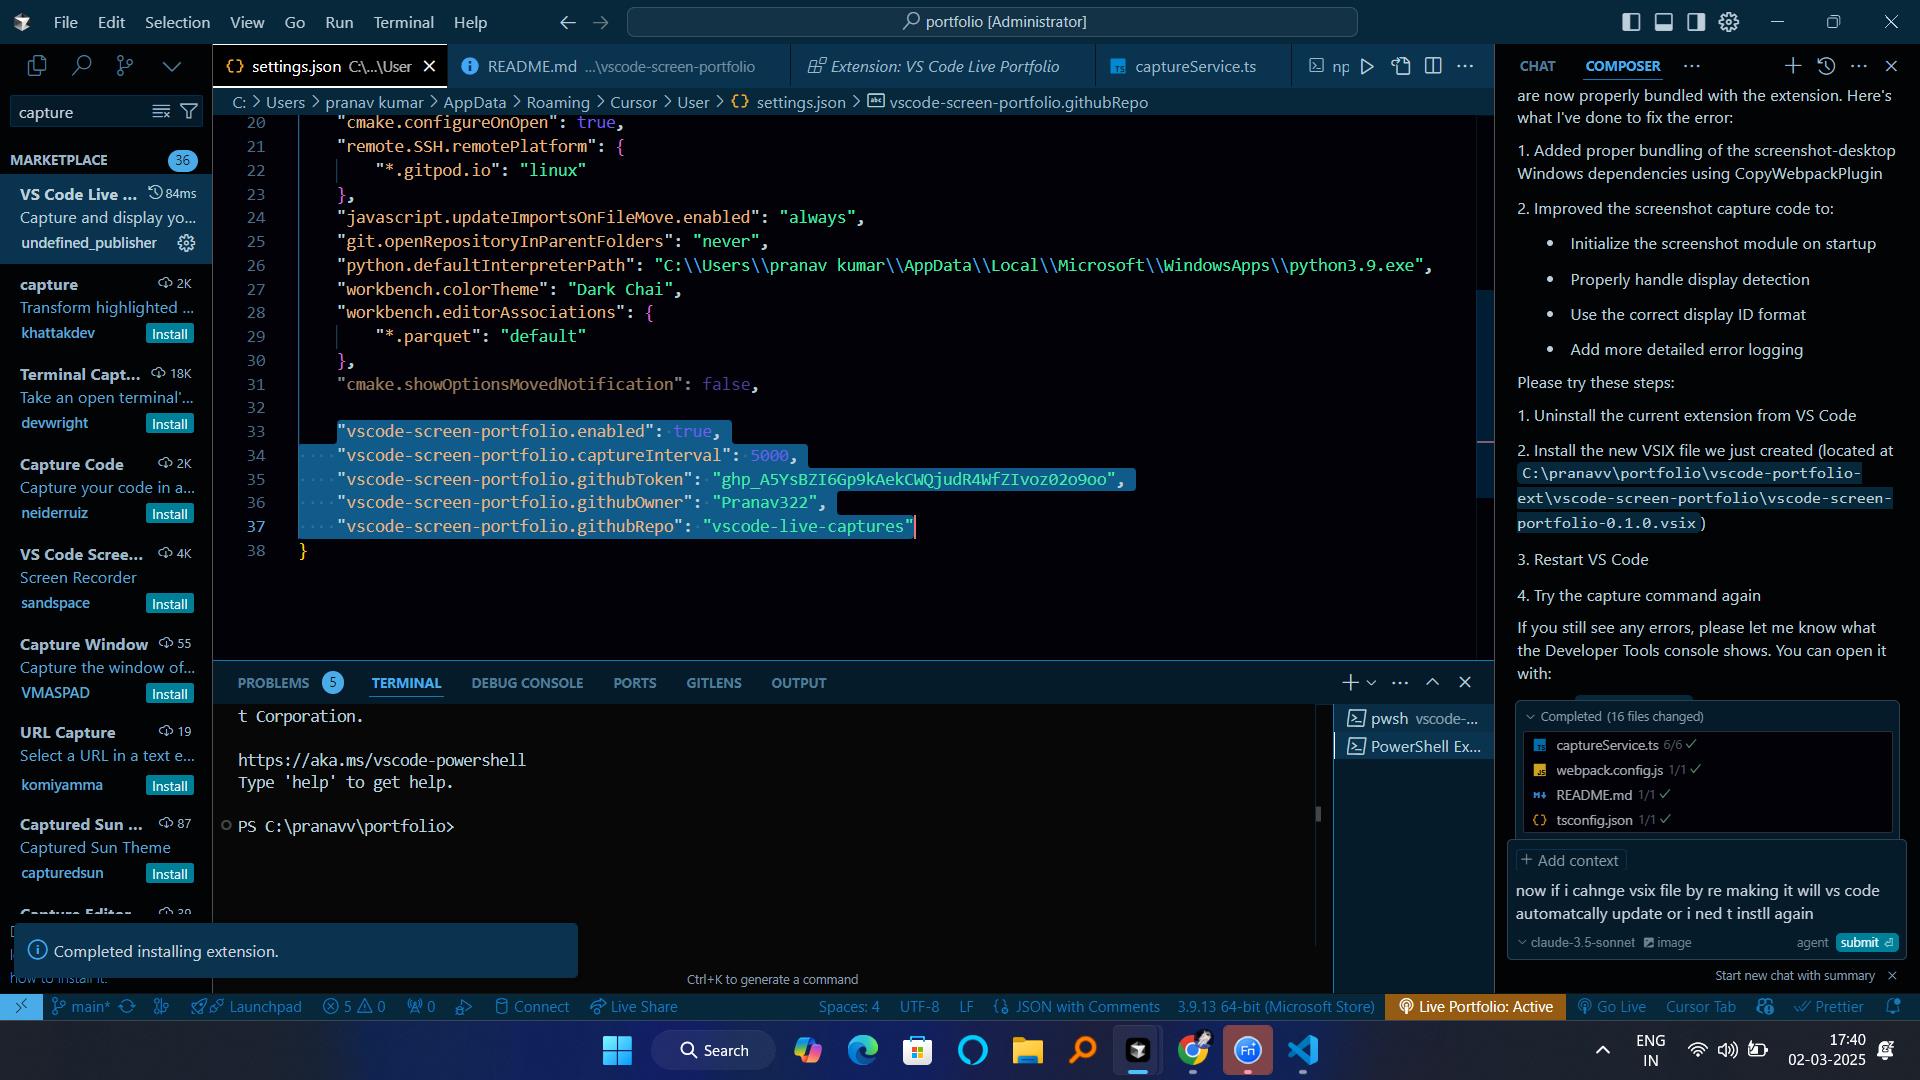 File Edit Selection View Go Run Terminal Help
portfolio [Administrator]
capture
MARKETPLACE 36
VS Code Live ... 84ms
Capture and display yo...
undefined_publisher
capture 2K
Transform highlighted ...
khattakdev Install
Terminal Capt... 18K
Take an open terminal'...
devwright Install
Capture Code 2K
Capture your code in a...
neiderruiz Install
VS Code Scree... 4K
Screen Recorder
sandspace Install
Capture Window 55
Capture the window of...
VMASPAD Install
URL Capture 19
Select a URL in a text e...
komiyamma Install
Captured Sun ... 87
Captured Sun Theme
capturedsun Install
Capture Editor 39
how to install it.
Completed installing extension.
settings.json C:\...\User README.md ...\vscode-screen-portfolio Extension: VS Code Live Portfolio captureService.ts np
C: > Users > pranav kumar > AppData > Roaming > Cursor > User > settings.json > vscode-screen-portfolio.githubRepo
20 "cmake.configureOnOpen": true,
21 "remote.SSH.remotePlatform": {
22 "*.gitpod.io": "linux"
23 },
24 "javascript.updateImportsOnFileMove.enabled": "always",
25 "git.openRepositoryInParentFolders": "never",
26 "python.defaultInterpreterPath": "C:\\Users\\pranav kumar\\AppData\\Local\\Microsoft\\WindowsApps\\python3.9.exe",
27 "workbench.colorTheme": "Dark Chai",
28 "workbench.editorAssociations": {
29 "*.parquet": "default"
30 },
31 "cmake.showOptionsMovedNotification": false,
32
33 "vscode-screen-portfolio.enabled": true,
34 "vscode-screen-portfolio.captureInterval": 5000,
35 "vscode-screen-portfolio.githubToken": "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",
36 "vscode-screen-portfolio.githubOwner": "Pranav322",
37 "vscode-screen-portfolio.githubRepo": "vscode-live-captures"
38 }
PROBLEMS 5 TERMINAL DEBUG CONSOLE PORTS GITLENS OUTPUT
t Corporation.
https://aka.ms/vscode-powershell
Type 'help' to get help.
PS C:\pranavv\portfolio>
Ctrl+K to generate a command
pwsh vscode-...
PowerShell Ex...
CHAT COMPOSER
are now properly bundled with the extension. Here's
what I've done to fix the error:
1. Added proper bundling of the screenshot-desktop
Windows dependencies using CopyWebpackPlugin
2. Improved the screenshot capture code to:
• Initialize the screenshot module on startup
• Properly handle display detection
• Use the correct display ID format
• Add more detailed error logging
Please try these steps:
1. Uninstall the current extension from VS Code
2. Install the new VSIX file we just created (located at
C:\pranavv\portfolio\vscode-portfolio-
ext\vscode-screen-portfolio\vscode-screen-
portfolio-0.1.0.vsix )
3. Restart VS Code
4. Try the capture command again
If you still see any errors, please let me know what
the Developer Tools console shows. You can open it
with:
Completed (16 files changed)
captureService.ts 6/6
webpack.config.js 1/1
README.md 1/1
tsconfig.json 1/1
+ Add context
now if i cahnge vsix file by re making it will vs code
automatcally update or i ned t instll again
claude-3.5-sonnet image agent submit
Start new chat with summary
main* Launchpad 5 0 0 Connect Live Share Spaces: 4 UTF-8 LF JSON with Comments 3.9.13 64-bit (Microsoft Store) Live Portfolio: Active Go Live Cursor Tab Prettier
Search
ENG
IN
17:40
02-03-2025